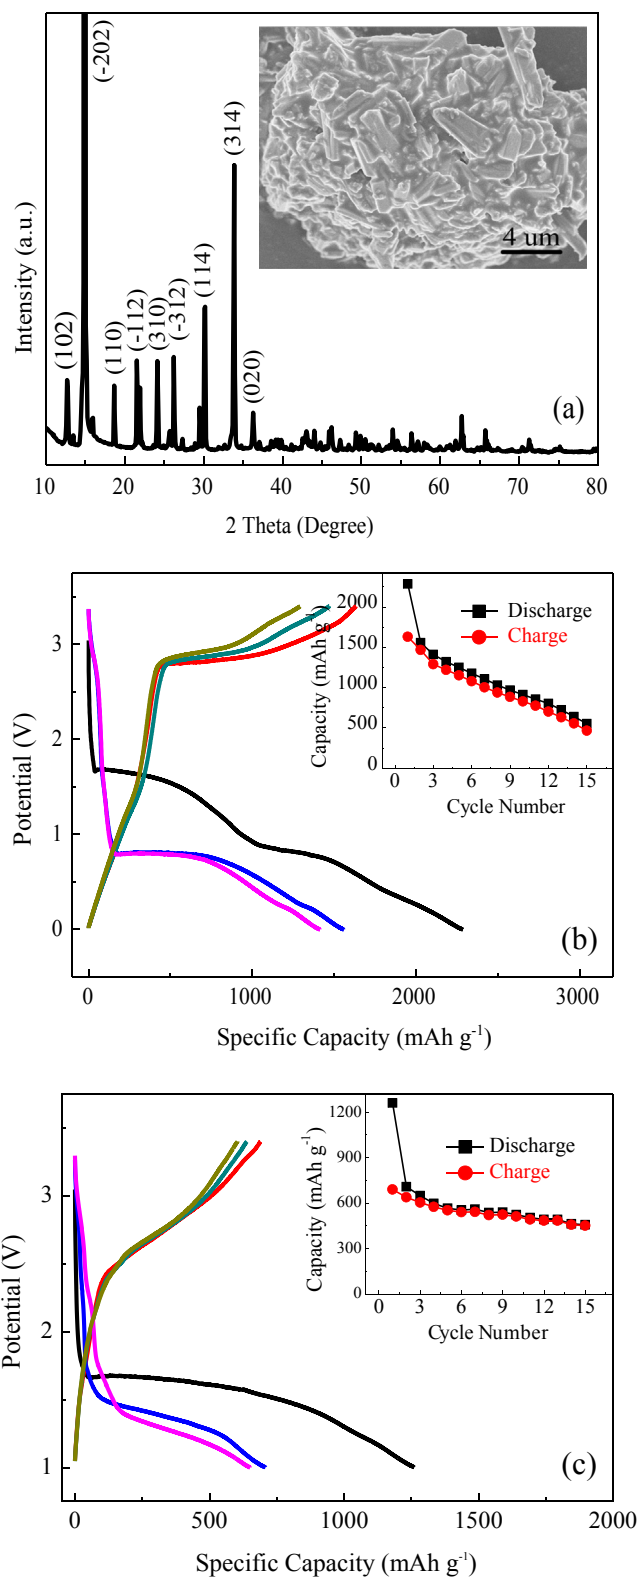 (-202)
(314)
4 um
(114)
(-312)
(310)
(-112)
(110)
(102)
(020)
Intensity (a.u.)
(a)
10 20 30 40 50 60 70 80
2 Theta (Degree)
3
2
1
0
Potential (V)
2000
1500
1000
500
0
Capacity (mAh g-1)
Discharge
Charge
0 3 6 9 12 15
Cycle Number
(b)
0 1000 2000 3000
Specific Capacity (mAh g-1)
3
2
1
Potential (V)
1200
900
600
300
0
Capacity (mAh g-1)
Discharge
Charge
0 3 6 9 12 15
Cycle Number
(c)
0 500 1000 1500 2000
Specific Capacity (mAh g-1)